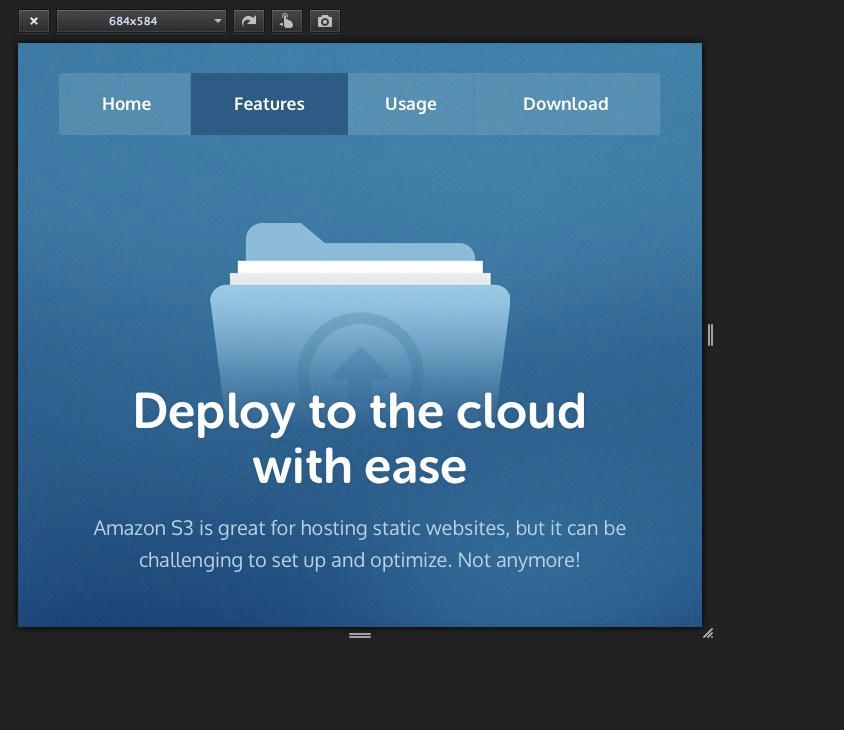 684x584
Home
Features
Usage
Download
Deploy to the cloud
with ease
Amazon S3 is great for hosting static websites, but it can be
challenging to set up and optimize. Not anymore!